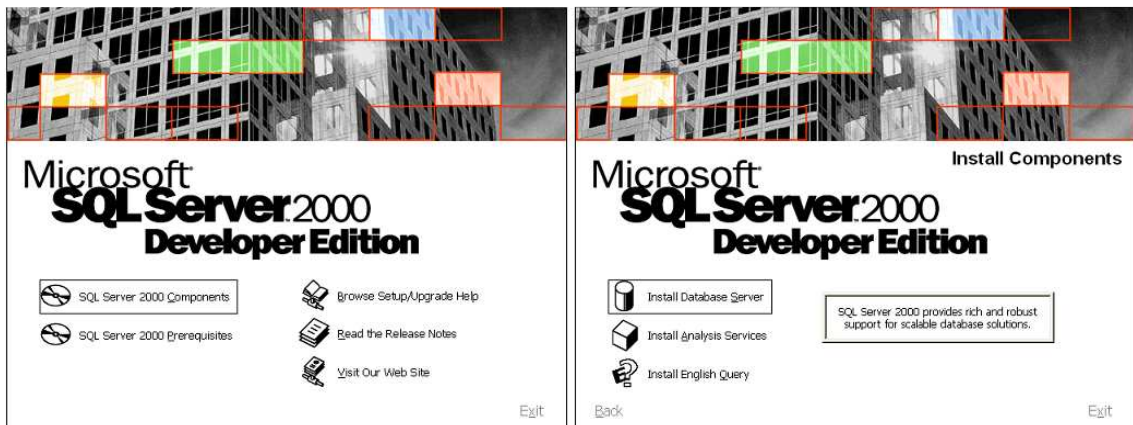 Microsoft
SQL Server 2000
Developer Edition
SQL Server 2000 Components
SQL Server 2000 Prerequisites
Browse Setup/Upgrade Help
Read the Release Notes
Visit Our Web Site
Exit
Install Components
Microsoft
SQL Server 2000
Developer Edition
Install Database Server
Install Analysis Services
Install English Query
SQL Server 2000 provides rich and robust
support for scalable database solutions.
Back
Exit